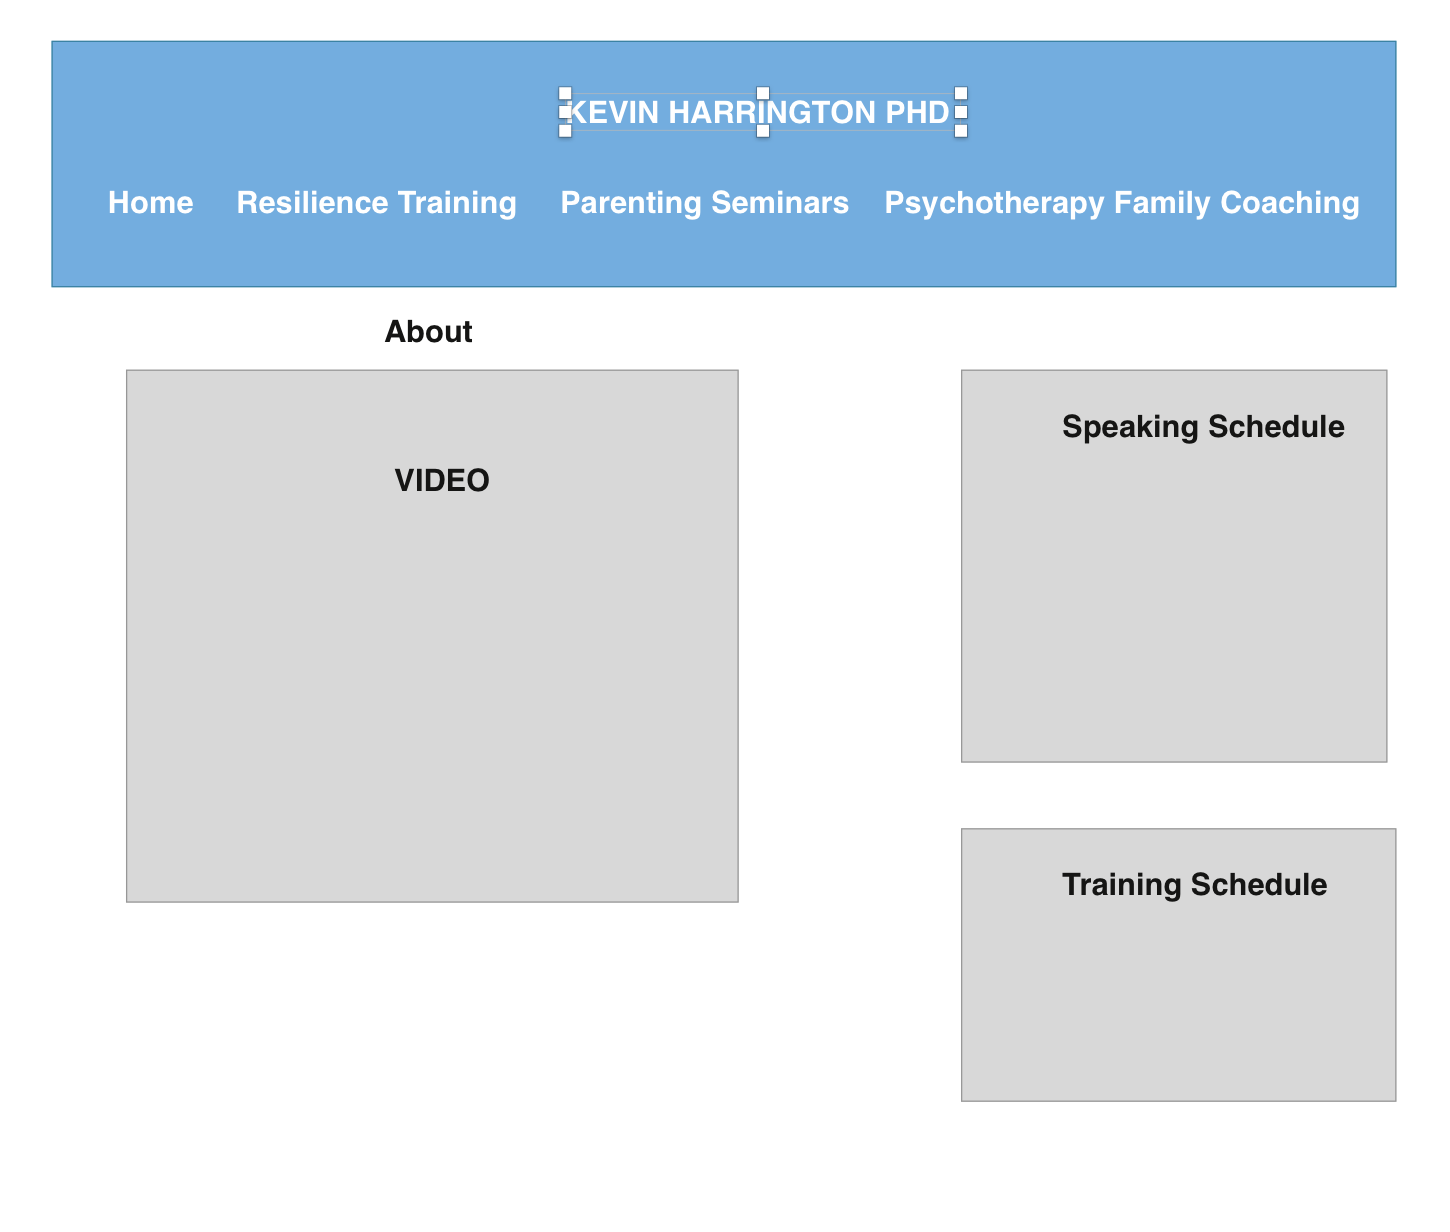 KEVIN HARRINGTON PHD
Home Resilience Training Parenting Seminars Psychotherapy Family Coaching
About
VIDEO
Speaking Schedule
Training Schedule